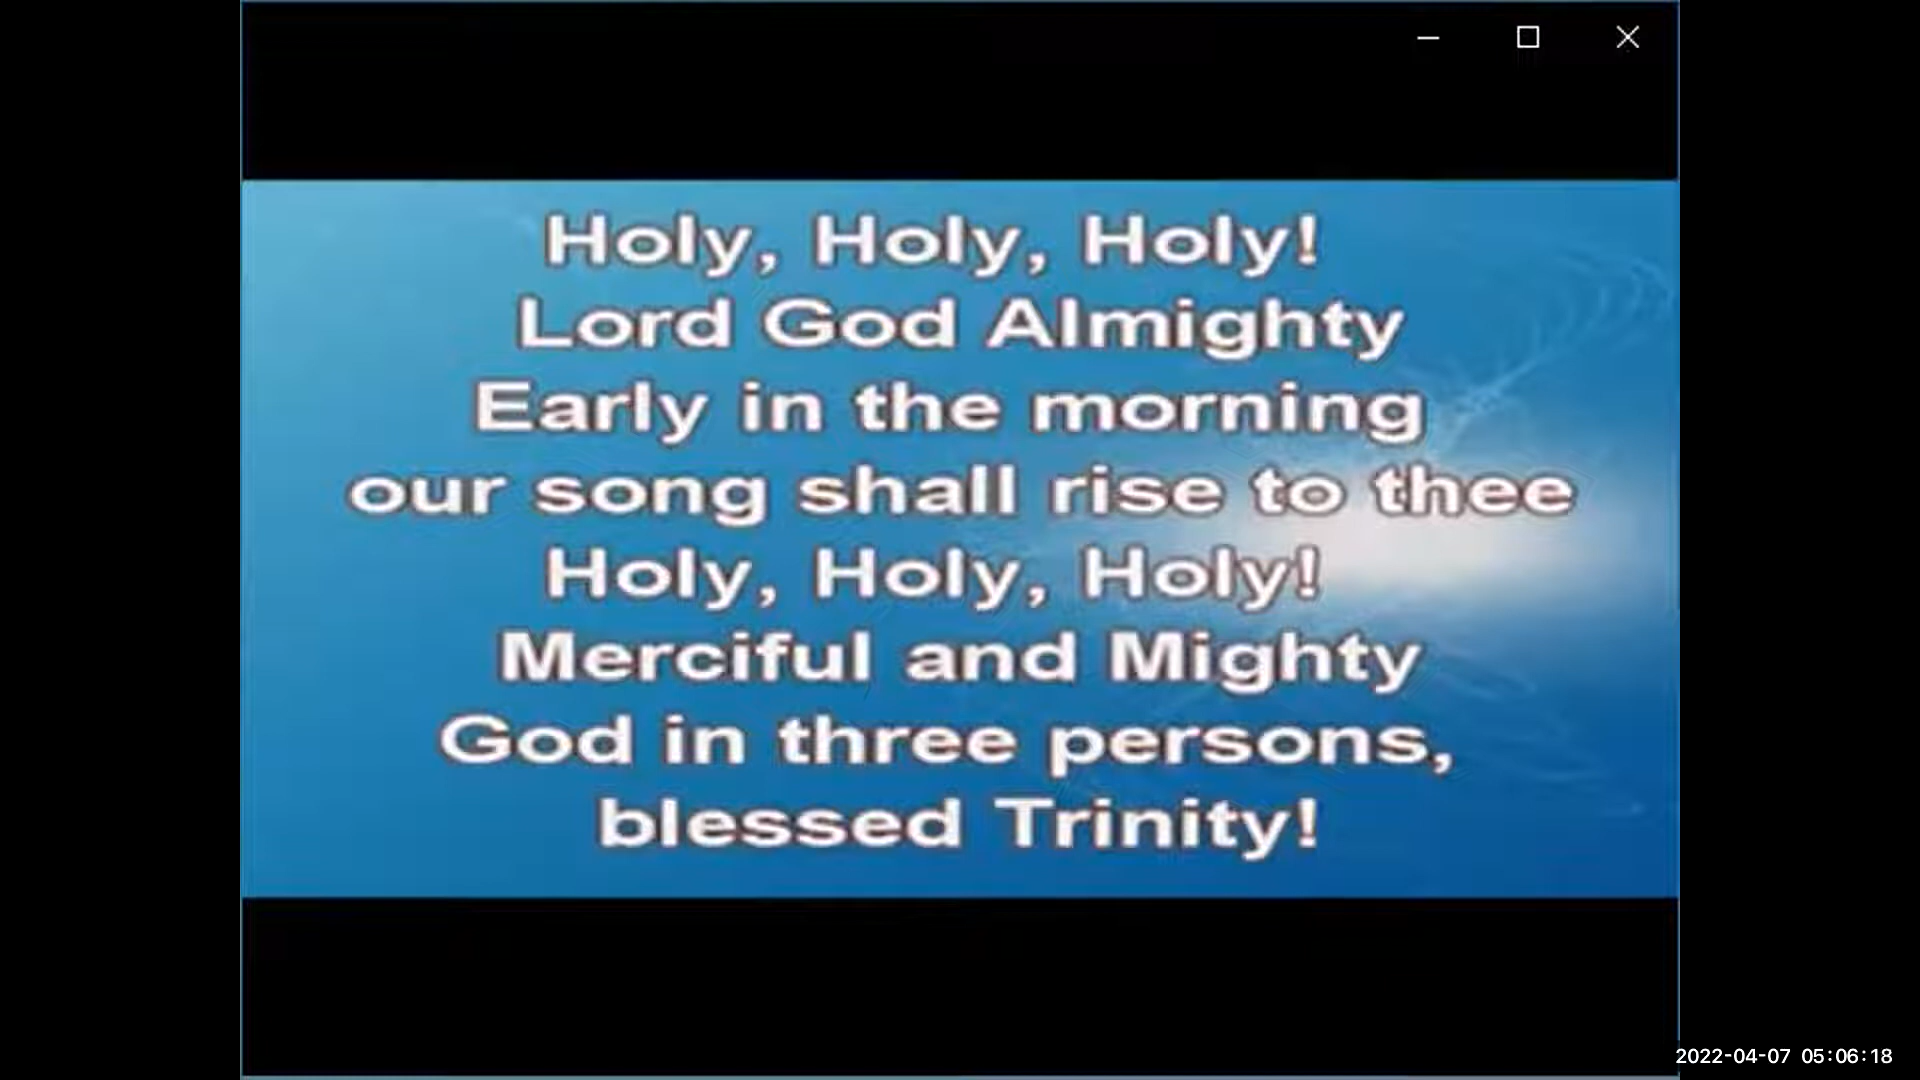 Holy, Holy, Holy!
Lord God Almighty
Early in the morning
our song shall rise to thee
Holy, Holy, Holy!
Merciful and Mighty
God in three persons,
blessed Trinity!
2022-04-07 05:06:18